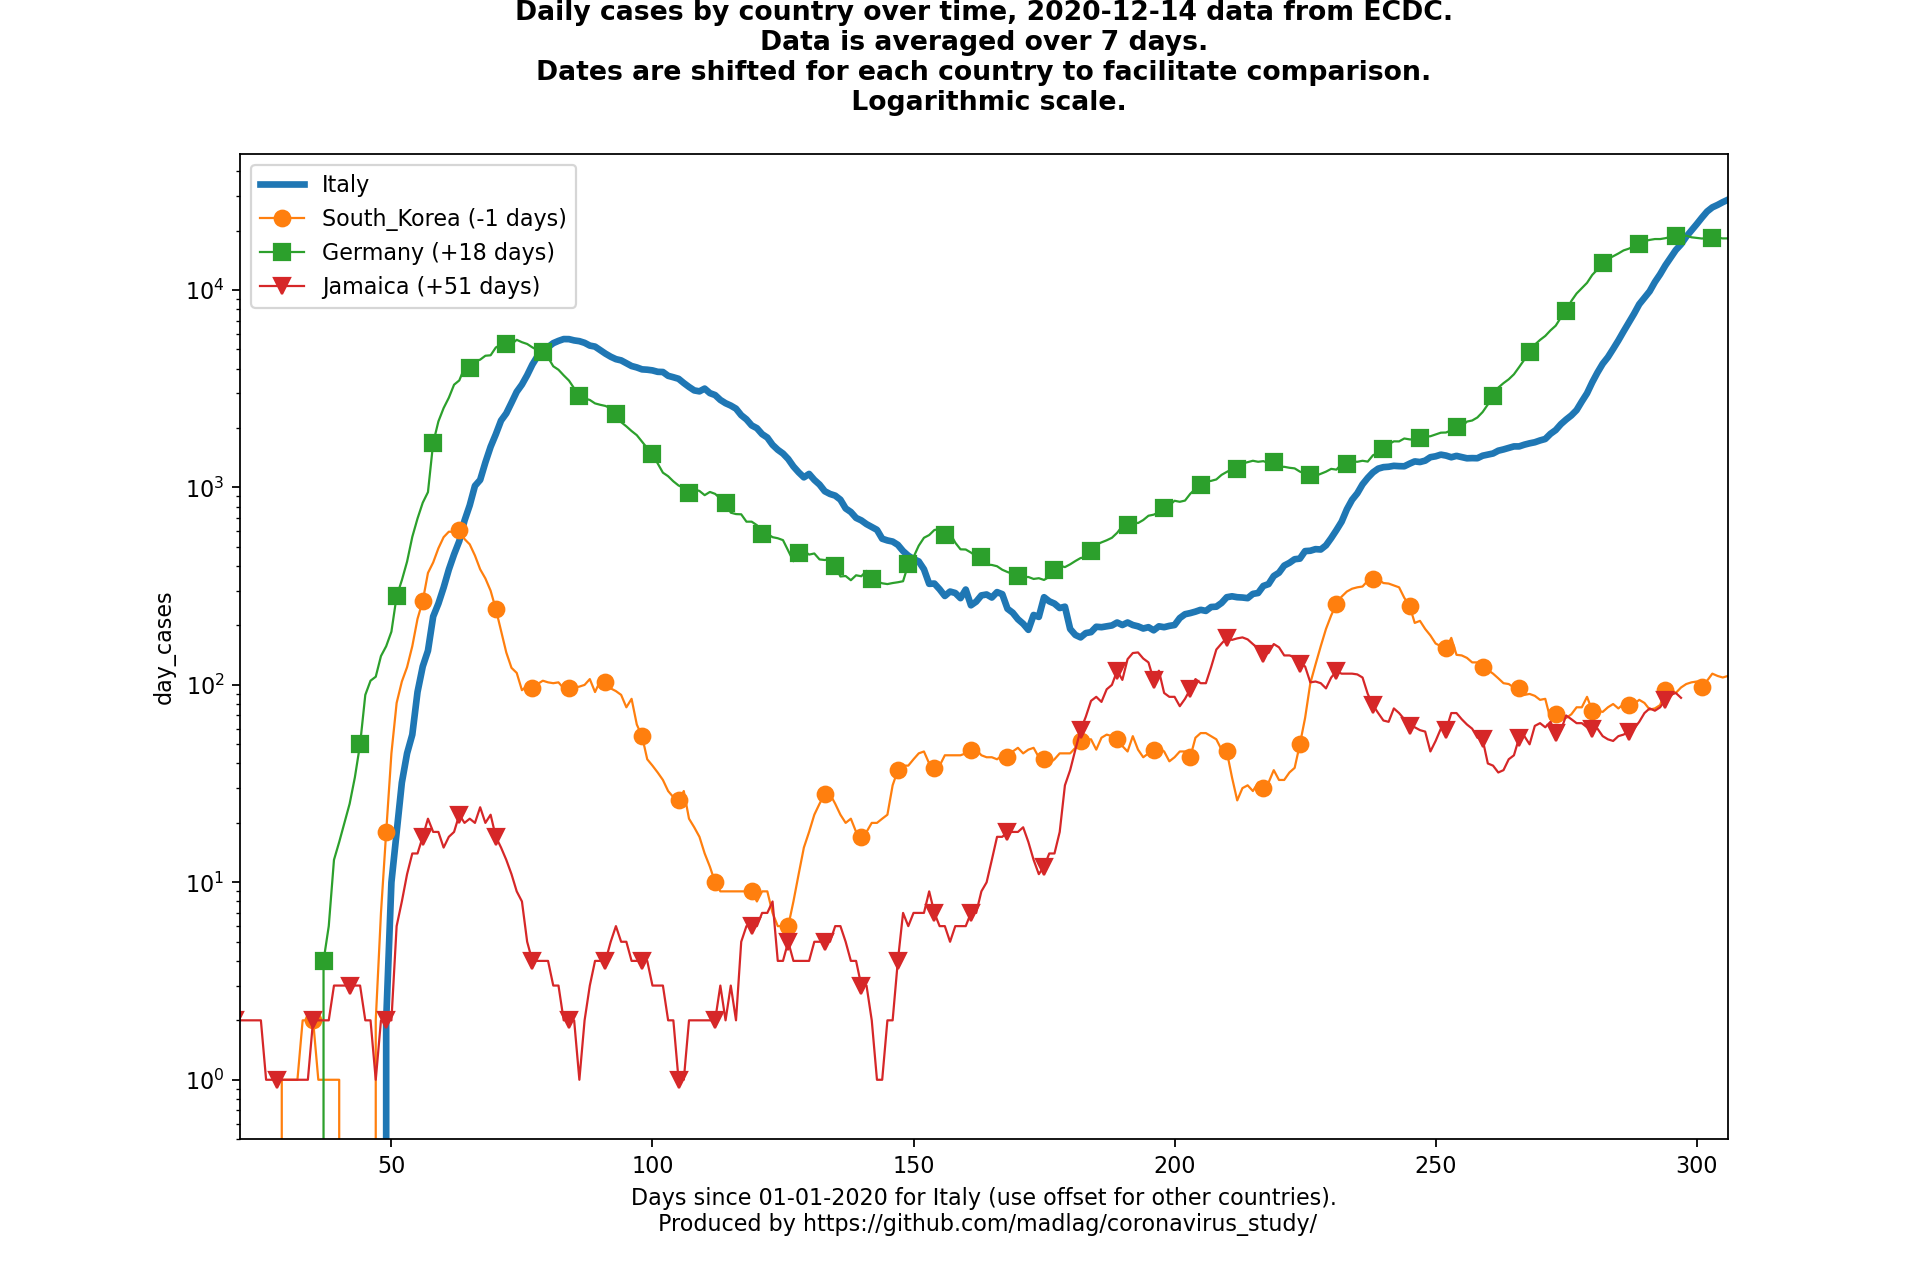 Daily cases by country over time, 2020-12-14 data from ECDC.
Data is averaged over 7 days.
Dates are shifted for each country to facilitate comparison.
Logarithmic scale.
Italy
South_Korea (-1 days)
Germany (+18 days)
Jamaica (+51 days)
day_cases
10⁴
10³
10²
10¹
10⁰
50 100 150 200 250 300
Days since 01-01-2020 for Italy (use offset for other countries).
Produced by https://github.com/madlag/coronavirus_study/